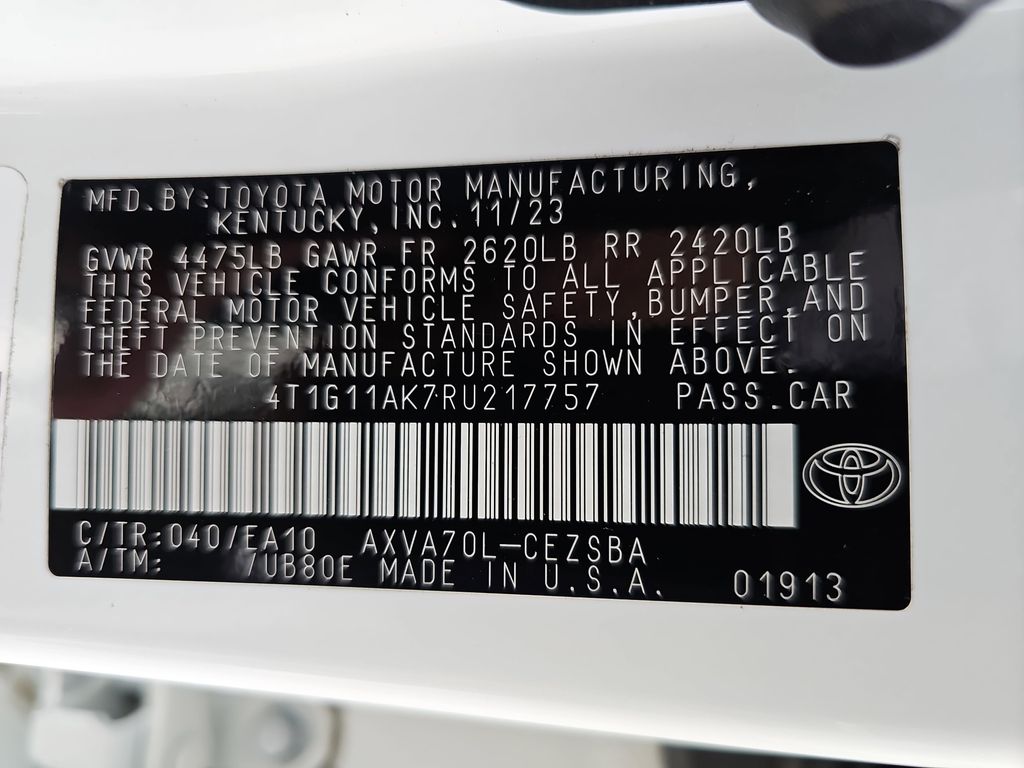 MFD.BY:TOYOTA MOTOR MANUFACTURING,
KENTUCKY,INC.11/23
GVWR 4475LB GAWR FR 2620LB RR 2420LB
THIS VEHICLE CONFORMS TO ALL APPLICABLE
FEDERAL MOTOR VEHICLE SAFETY,BUMPER,AND
THEFT PREVENTION STANDARDS IN EFFECT ON
THE DATE OF MANUFACTURE SHOWN ABOVE.
4T1G11AK7RU217757 PASS.CAR
C/TR:040/EA10 AXVA70L-CEZSBA
A/TM: 7UB80E MADE IN U.S.A. 01913